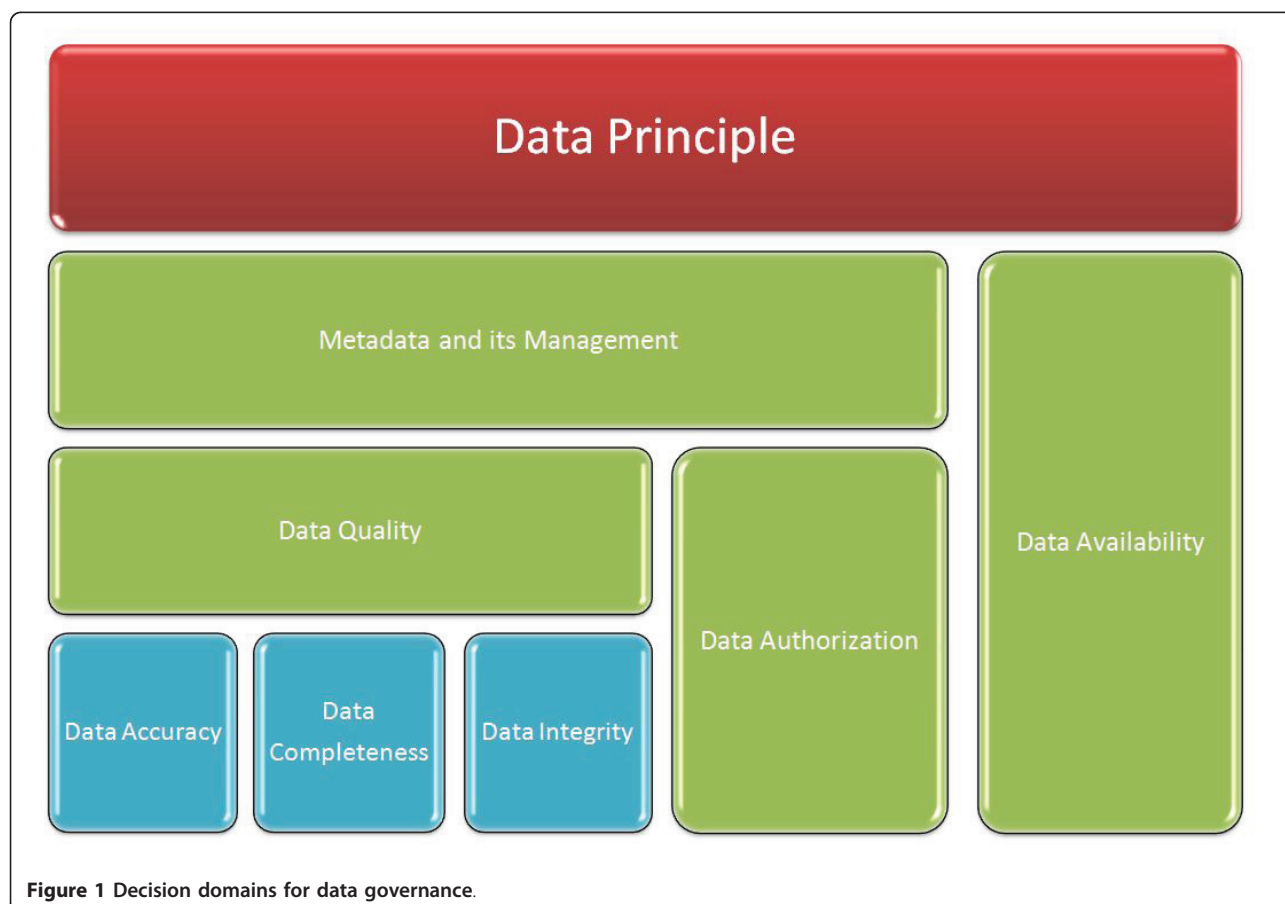 Data Principle
Metadata and its Management
Data Quality
Data Availability
Data Authorization
Data Accuracy
Data
Completeness
Data Integrity
Figure 1 Decision domains for data governance.